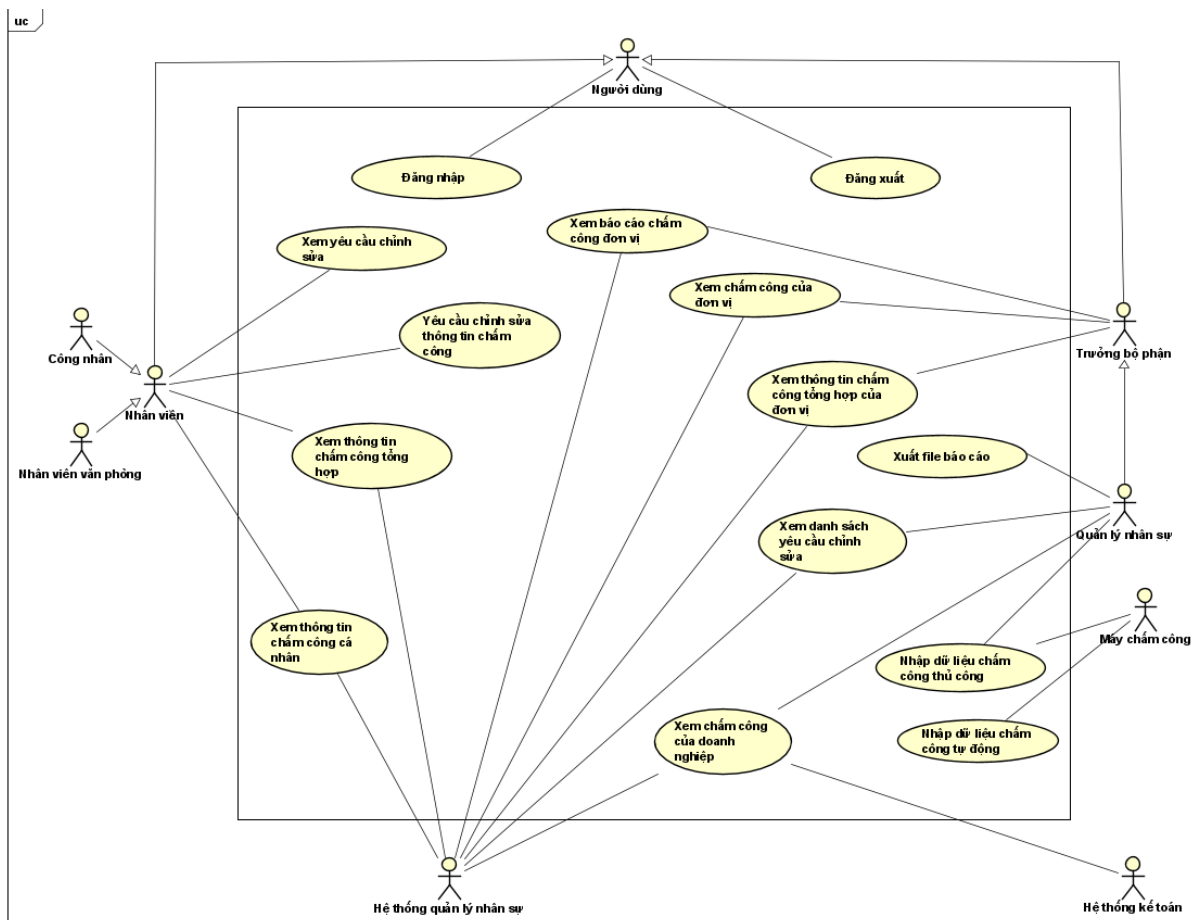 uc
Người dùng
Đăng nhập
Đăng xuất
Xem báo cáo chấm
công đơn vị
Xem yêu cầu chỉnh
sửa
Xem chấm công của
đơn vị
Yêu cầu chỉnh sửa
thông tin chấm
công
Công nhân
Trưởng bộ phận
Nhân viên
Xem thông tin chấm
công tổng hợp của
đơn vị
Xem thông tin
chấm công tổng
hợp
Xuất file báo cáo
Nhân viên văn phòng
Xem danh sách
yêu cầu chỉnh
sửa
Quản lý nhân sự
Xem thông tin
chấm công cá
nhân
Máy chấm công
Nhập dữ liệu chấm
công thủ công
Xem chấm công
của doanh
nghiệp
Nhập dữ liệu chấm
công tự động
Hệ thống quản lý nhân sự
Hệ thống kế toán